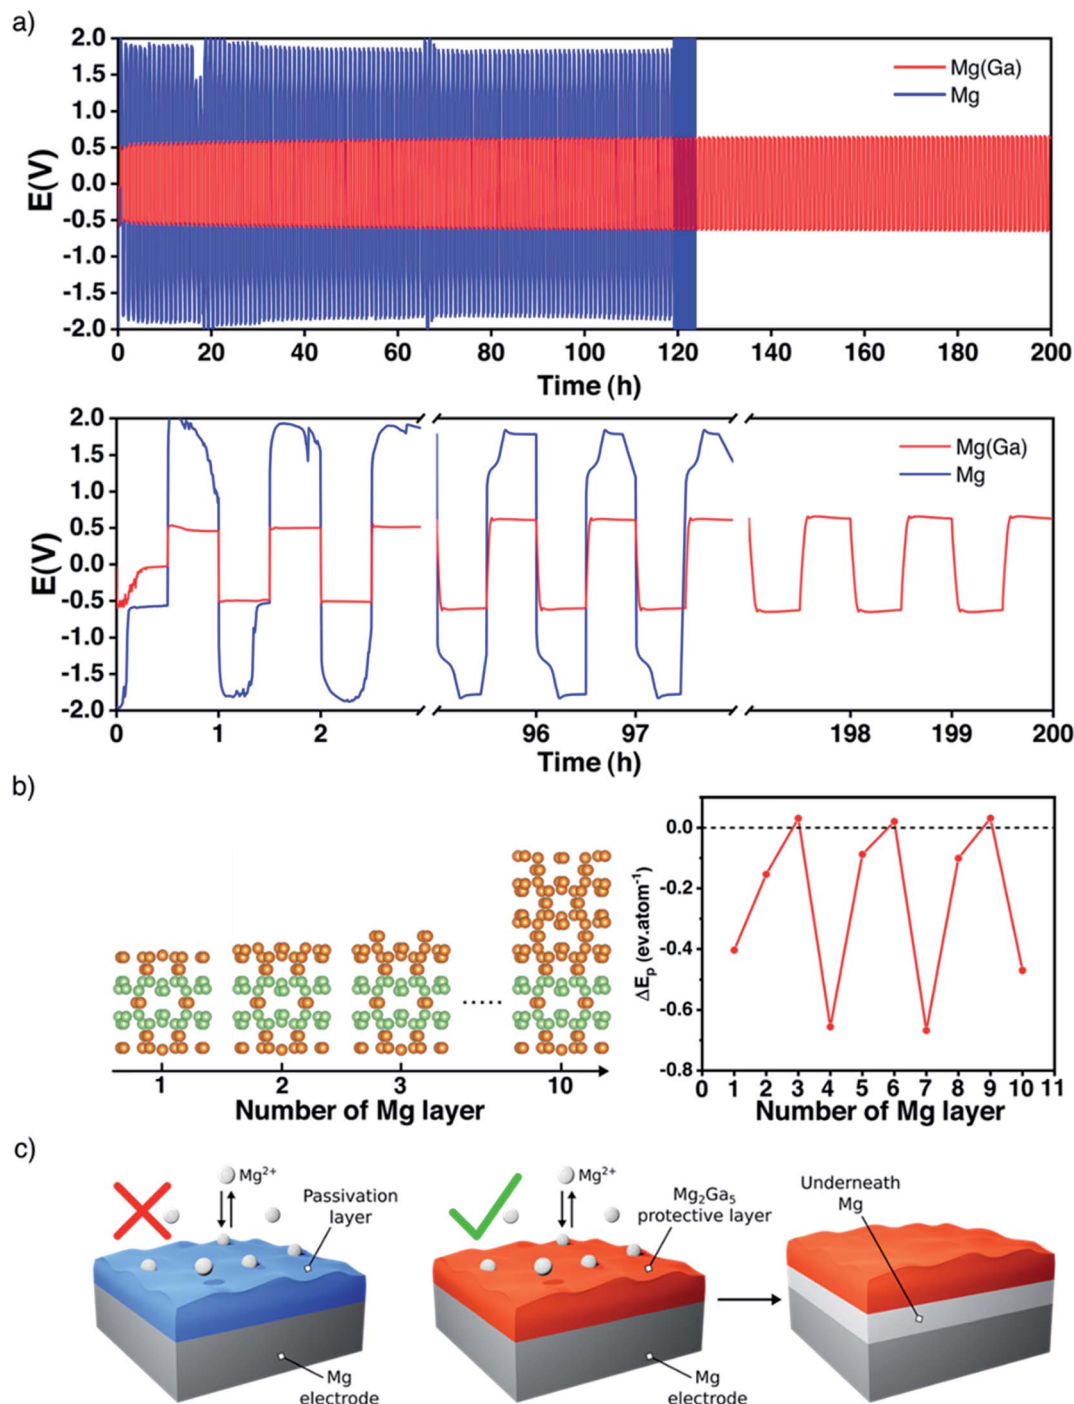 a)
2.0
1.5
1.0
0.5
0.0
-0.5
-1.0
-1.5
-2.0
E(V)
Mg(Ga)
Mg
0 20 40 60 80 100 120 140 160 180 200
Time (h)
2.0
1.5
1.0
0.5
0.0
-0.5
-1.0
-1.5
-2.0
E(V)
Mg(Ga)
Mg
0 1 2 96 97 198 199 200
Time (h)
b)
1 2 3 ..... 10
Number of Mg layer
0.0
-0.2
-0.4
-0.6
-0.8
ΔEₚ (ev.atom⁻¹)
0 1 2 3 4 5 6 7 8 9 10 11
Number of Mg layer
c)
Mg²⁺
Passivation
layer
Mg
electrode
Mg²⁺
Mg₂Ga₅
protective layer
Mg
electrode
Underneath
Mg